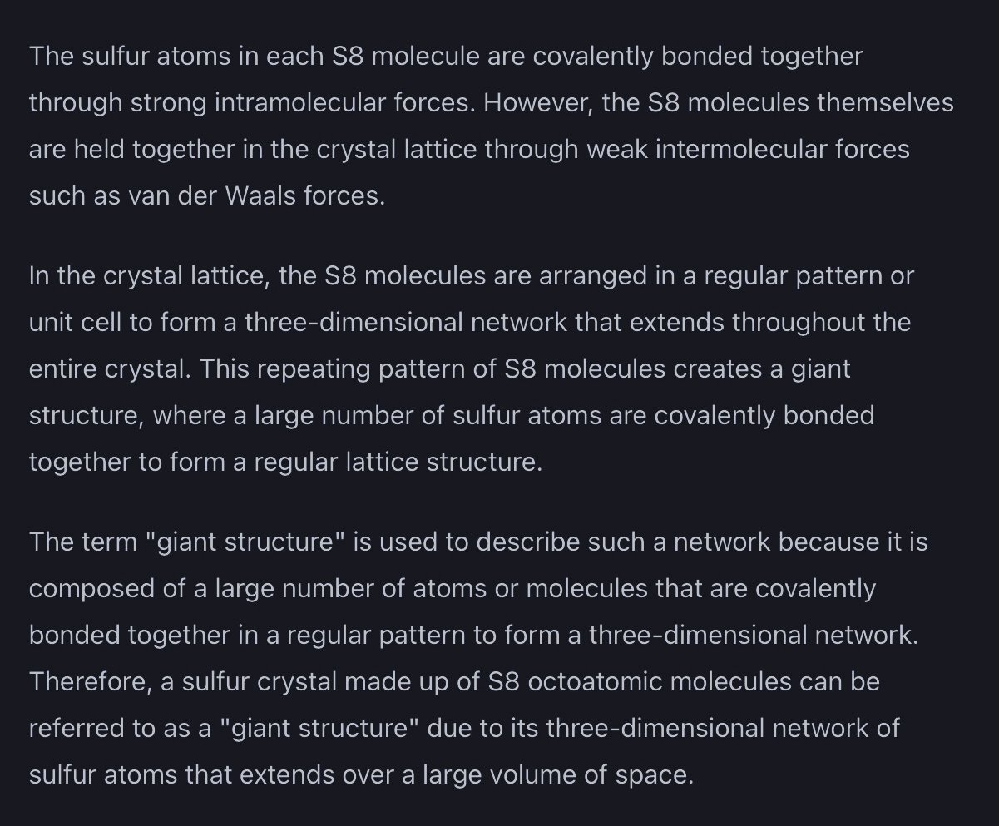 The sulfur atoms in each S8 molecule are covalently bonded together
through strong intramolecular forces. However, the S8 molecules themselves
are held together in the crystal lattice through weak intermolecular forces
such as van der Waals forces.
In the crystal lattice, the S8 molecules are arranged in a regular pattern or
unit cell to form a three-dimensional network that extends throughout the
entire crystal. This repeating pattern of S8 molecules creates a giant
structure, where a large number of sulfur atoms are covalently bonded
together to form a regular lattice structure.
The term "giant structure" is used to describe such a network because it is
composed of a large number of atoms or molecules that are covalently
bonded together in a regular pattern to form a three-dimensional network.
Therefore, a sulfur crystal made up of S8 octoatomic molecules can be
referred to as a "giant structure" due to its three-dimensional network of
sulfur atoms that extends over a large volume of space.